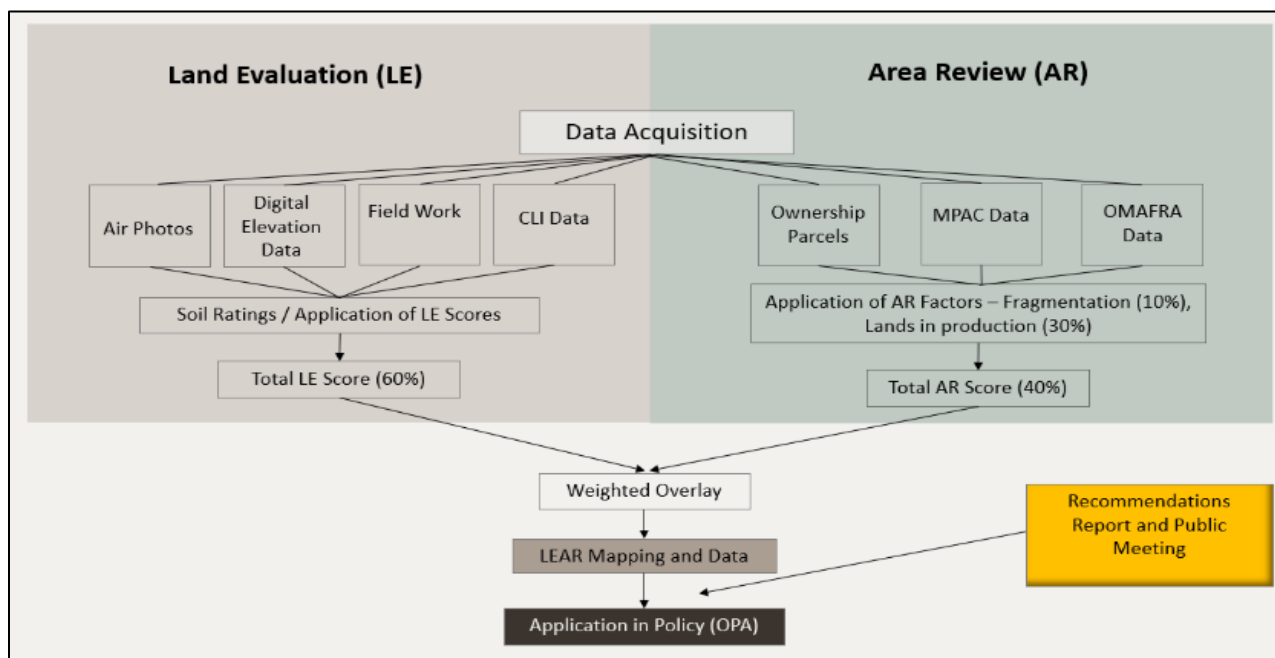 Land Evaluation (LE)
Area Review (AR)
Data Acquisition
Air Photos
Digital
Elevation
Data
Field Work
CLI Data
Ownership
Parcels
MPAC Data
OMAFRA
Data
Soil Ratings / Application of LE Scores
Application of AR Factors – Fragmentation (10%),
Lands in production (30%)
Total LE Score (60%)
Total AR Score (40%)
Weighted Overlay
Recommendations
Report and Public
Meeting
LEAR Mapping and Data
Application in Policy (OPA)